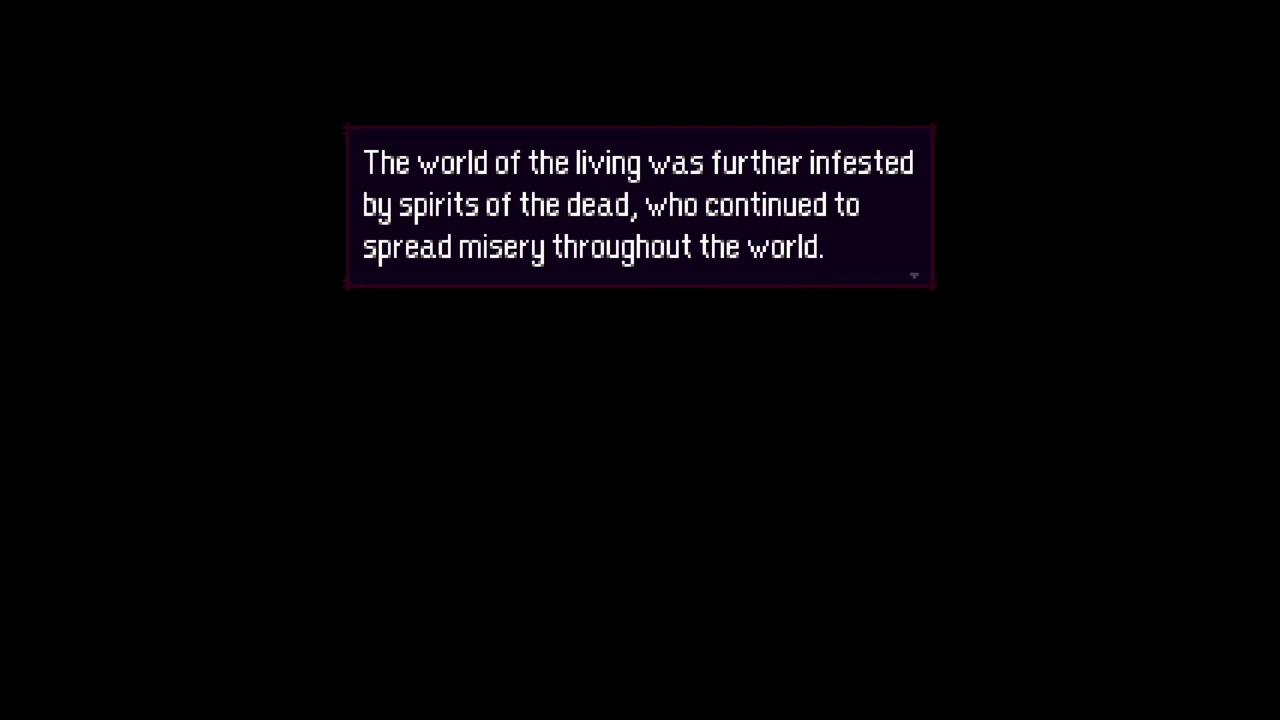 The world of the living was further infested
by spirits of the dead, who continued to
spread misery throughout the world.